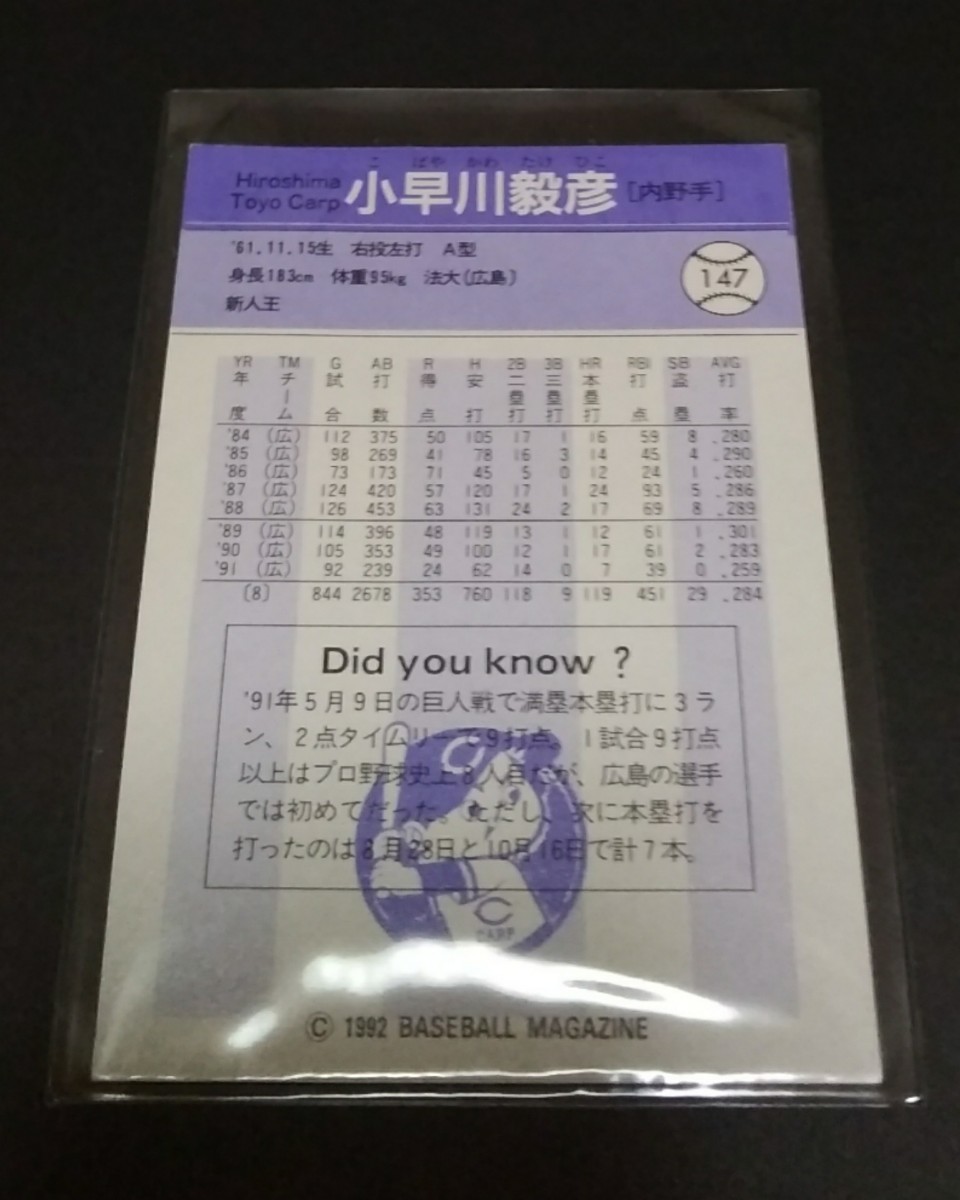 こ ばや かわ たけ ひこ
Hiroshima
Toyo Carp 小早川毅彦 [内野手]
'61.11.15生 右投左打 A型
身長183cm 体重95kg 法大(広島)
新人王
147
YR TM G AB R H 2B 3B HR RBI SB AVG
年度 チーム 試合 打数 得点 安打 二塁打 三塁打 本塁打 打点 盗塁 打率
'84 (広) 112 375 50 105 17 1 16 59 8 .280
'85 (広) 98 269 41 78 16 3 14 45 4 .290
'86 (広) 73 173 71 45 5 0 12 24 1 .260
'87 (広) 124 420 57 120 17 1 24 93 5 .286
'88 (広) 126 453 63 131 24 2 17 69 8 .289
'89 (広) 114 396 48 119 13 1 12 61 1 .301
'90 (広) 105 353 49 100 12 1 17 61 2 .283
'91 (広) 92 239 24 62 14 0 7 39 0 .259
〔8〕 844 2678 353 760 118 9 119 451 29 .284
Did you know ?
'91年5月9日の巨人戦で満塁本塁打に3ラ
ン、2点タイムリーで9打点。1試合9打点
以上はプロ野球史上8人目だが、広島の選手
では初めてだった。ただし、次に本塁打を
打ったのは8月28日と10月16日で計7本。
C
CARP
© 1992 BASEBALL MAGAZINE